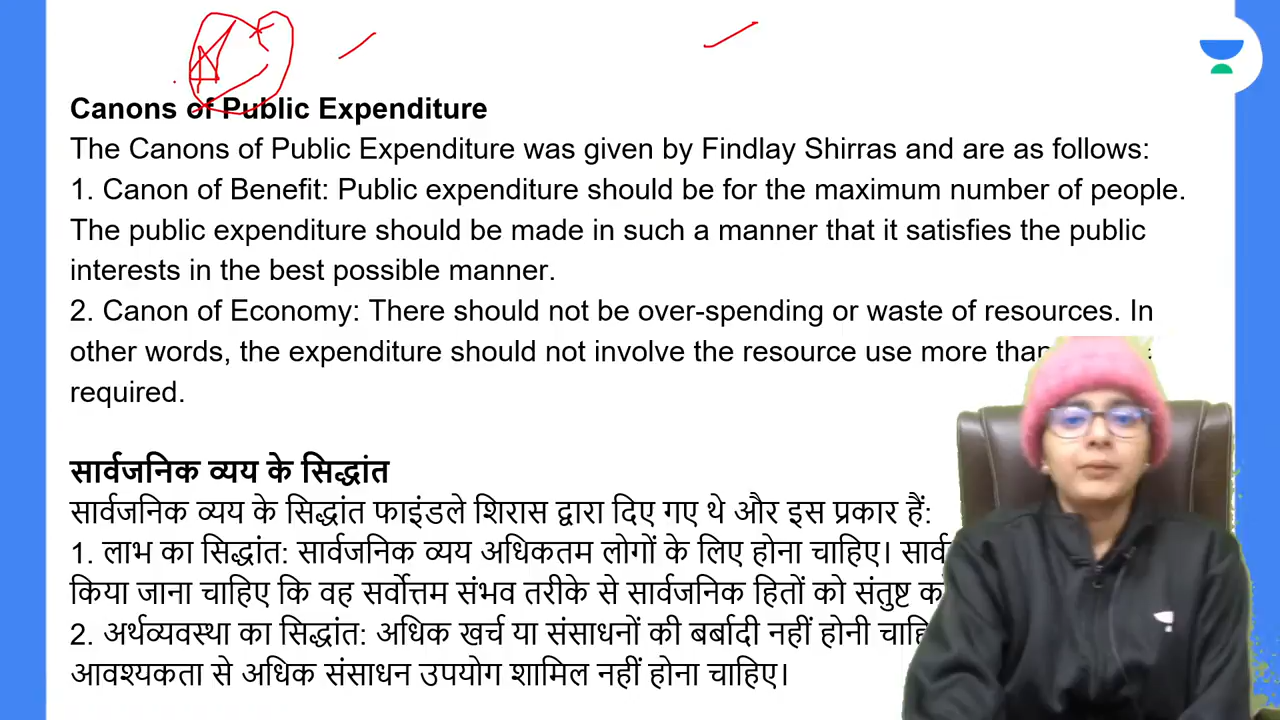 Canons of Public Expenditure
The Canons of Public Expenditure was given by Findlay Shirras and are as follows:
1. Canon of Benefit: Public expenditure should be for the maximum number of people.
The public expenditure should be made in such a manner that it satisfies the public
interests in the best possible manner.
2. Canon of Economy: There should not be over-spending or waste of resources. In
other words, the expenditure should not involve the resource use more than
required.
सार्वजनिक व्यय के सिद्धांत
सार्वजनिक व्यय के सिद्धांत फाइंडले शिरास द्वारा दिए गए थे और इस प्रकार हैं:
1. लाभ का सिद्धांत: सार्वजनिक व्यय अधिकतम लोगों के लिए होना चाहिए।
किया जाना चाहिए कि वह सर्वोत्तम संभव तरीके से सार्वजनिक हितों को संतुष्ट
2. अर्थव्यवस्था का सिद्धांत: अधिक खर्च या संसाधनों की बर्बादी नहीं होनी
आवश्यकता से अधिक संसाधन उपयोग शामिल नहीं होना चाहिए।